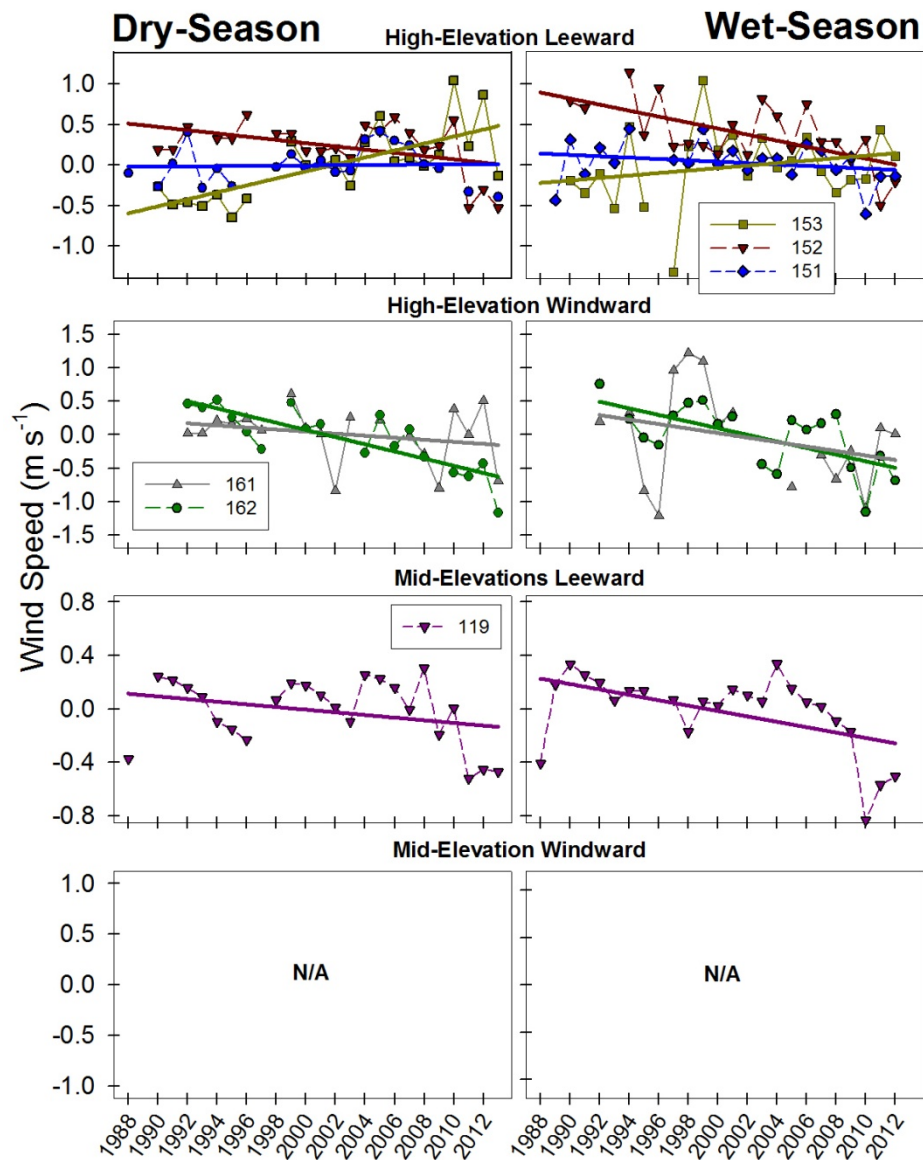 Dry-Season
Wet-Season
High-Elevation Leeward
1.0
0.5
0.0
-0.5
-1.0
153
152
151
High-Elevation Windward
1.5
1.0
0.5
0.0
-0.5
-1.0
-1.5
161
162
Wind Speed (m s⁻¹)
Mid-Elevations Leeward
0.8
0.4
0.0
-0.4
-0.8
119
Mid-Elevation Windward
1.0
0.5
0.0
-0.5
-1.0
N/A
N/A
1988 1990 1992 1994 1996 1998 2000 2002 2004 2006 2008 2010 2012
1988 1990 1992 1994 1996 1998 2000 2002 2004 2006 2008 2010 2012